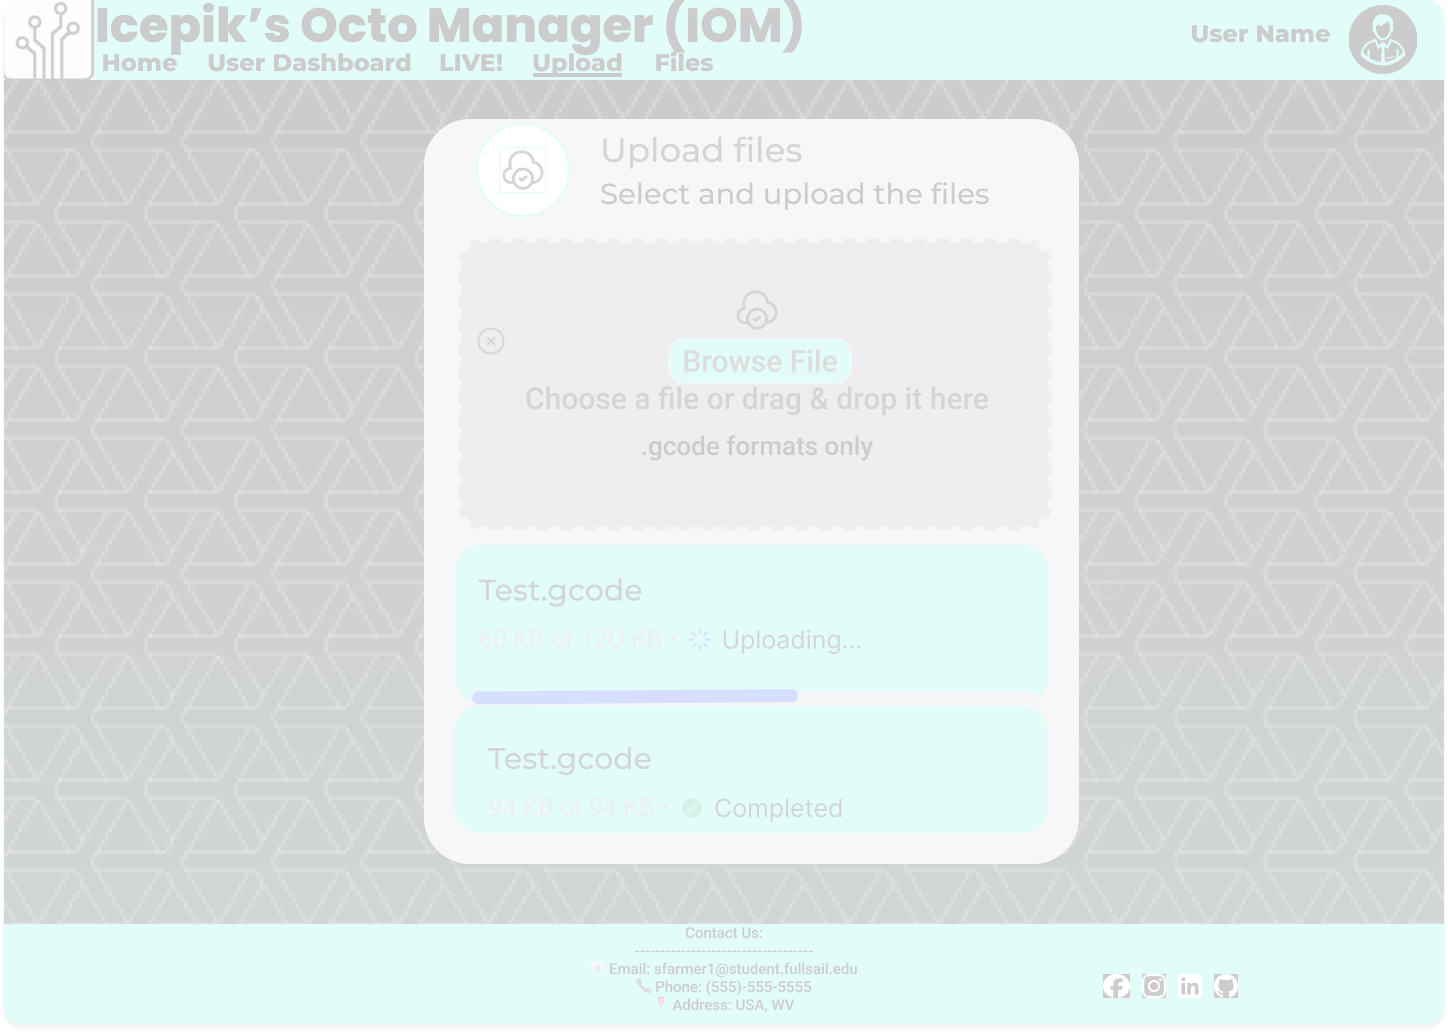 Icepik’s Octo Manager (IOM)
User Name
Home User Dashboard LIVE! Upload Files
Upload files
Select and upload the files
Browse File
Choose a file or drag & drop it here
.gcode formats only
Test.gcode
60 KB of 120 KB • Uploading...
Test.gcode
94 KB of 94 KB • Completed
Contact Us:
-----------------------------------
Email: sfarmer1@student.fullsail.edu
Phone: (555)-555-5555
Address: USA, WV